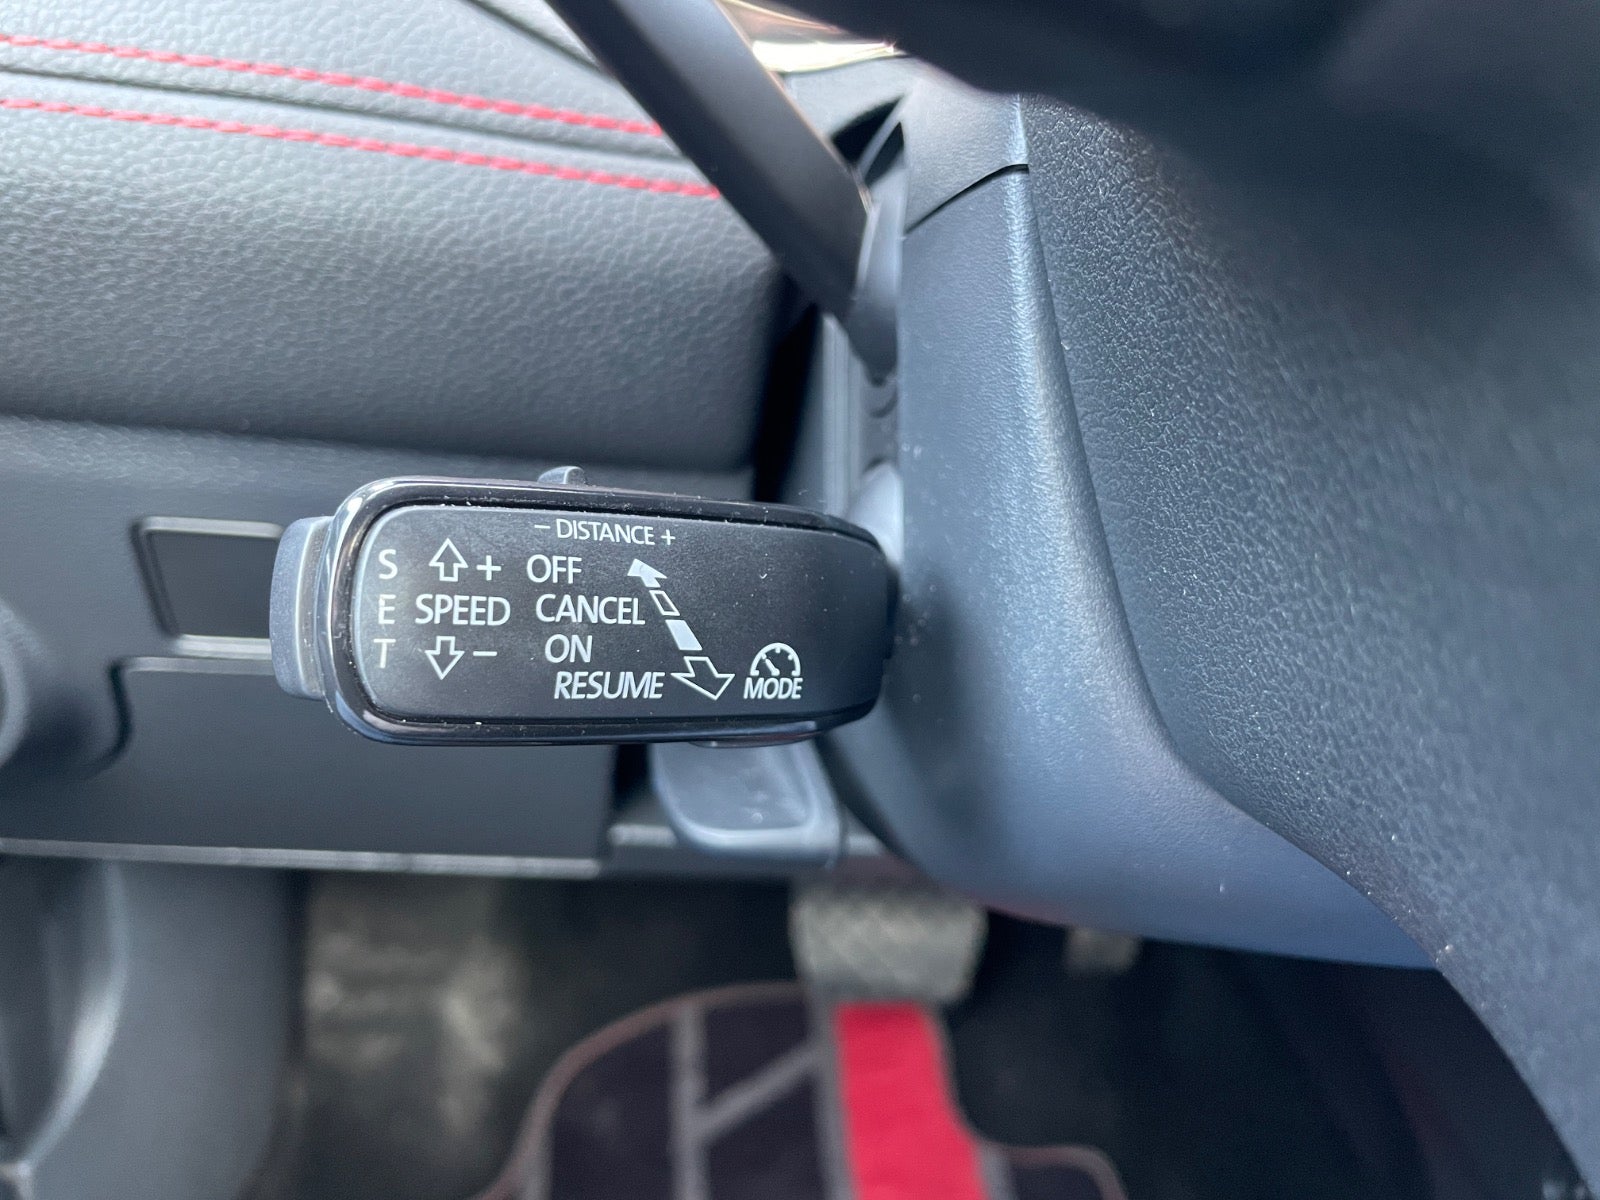 − DISTANCE +
S + OFF
E SPEED CANCEL
T − ON
RESUME MODE